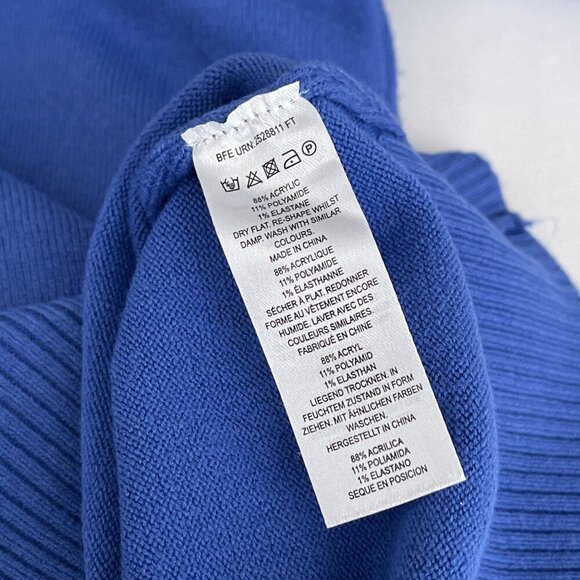 BFE URN:2528811 FT
P
88% ACRYLIC
11% POLYAMIDE
1% ELASTANE
DRY FLAT. RE-SHAPE WHILST
DAMP. WASH WITH SIMILAR
COLOURS.
MADE IN CHINA
88% ACRYLIQUE
11% POLYAMIDE
1% ÉLASTHANNE
SÉCHER À PLAT. REDONNER
FORME AU VÊTEMENT ENCORE
HUMIDE. LAVER AVEC DES
COULEURS SIMILAIRES.
FABRIQUÉ EN CHINE
88% ACRYL
11% POLYAMID
1% ELASTHAN
LIEGEND TROCKNEN. IN
FEUCHTEM ZUSTAND IN FORM
ZIEHEN. MIT ÄHNLICHEN FARBEN
WASCHEN.
HERGESTELLT IN CHINA
88% ACRILICA
11% POLIAMIDA
1% ELASTANO
SEQUE EN POSICION